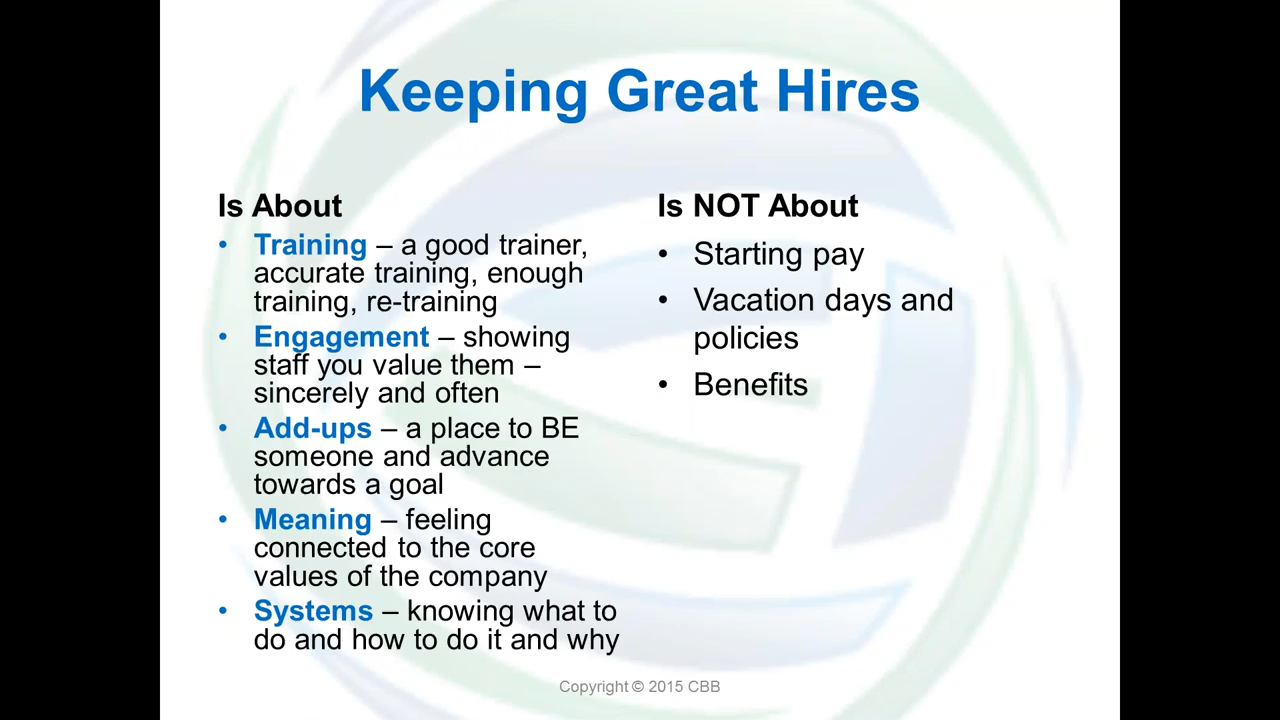 Keeping Great Hires
Is About
• Training – a good trainer,
accurate training, enough
training, re-training
• Engagement – showing
staff you value them –
sincerely and often
• Add-ups – a place to BE
someone and advance
towards a goal
• Meaning – feeling
connected to the core
values of the company
• Systems – knowing what to
do and how to do it and why
Is NOT About
• Starting pay
• Vacation days and
policies
• Benefits
Copyright © 2015 CBB